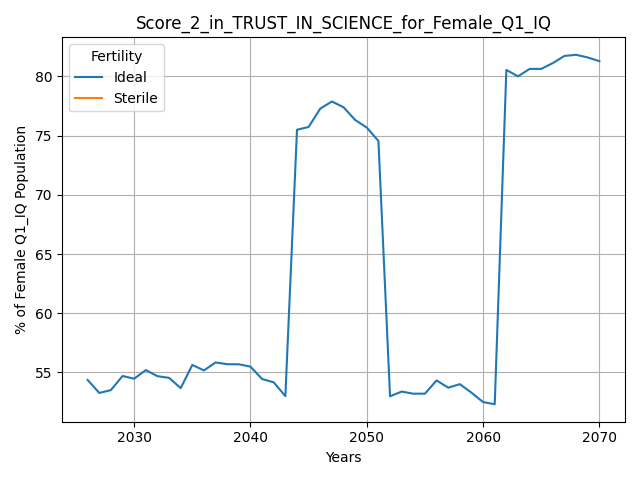 Score_2_in_TRUST_IN_SCIENCE_for_Female_Q1_IQ
Fertility
Ideal
Sterile
% of Female Q1_IQ Population
80
75
70
65
60
55
2030 2040 2050 2060 2070
Years